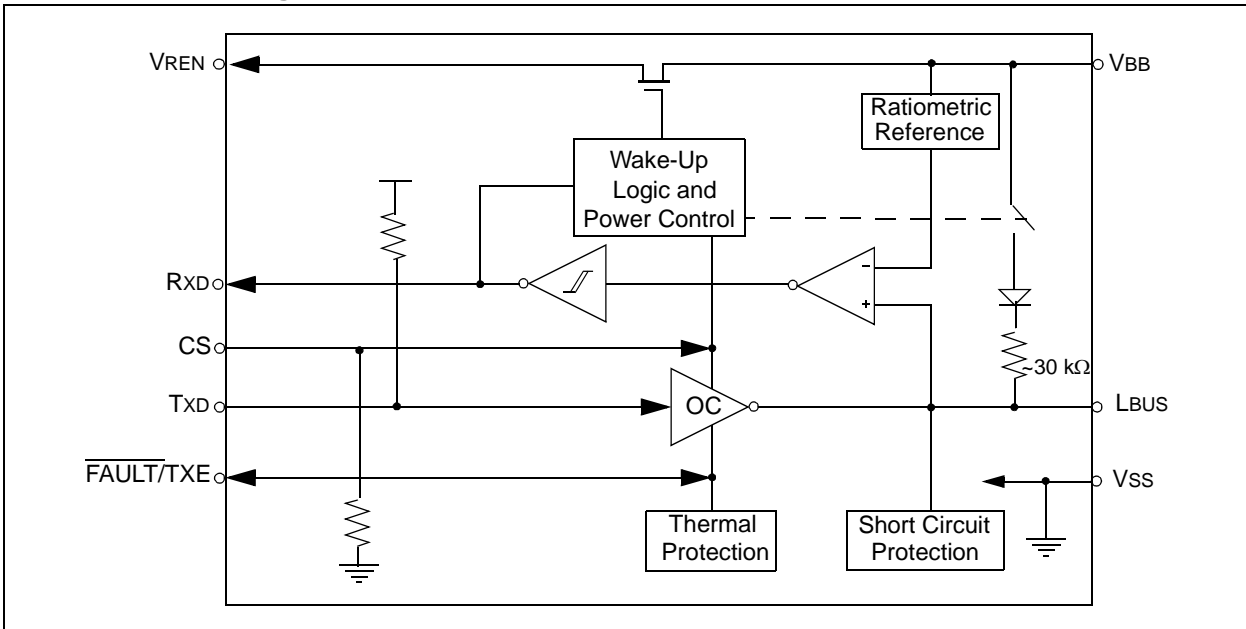 VREN
VBB
Ratiometric
Reference
Wake-Up
Logic and
Power Control
RXD
-
+
CS
~30 kΩ
TXD
OC
LBUS
FAULT/TXE
VSS
Thermal
Protection
Short Circuit
Protection